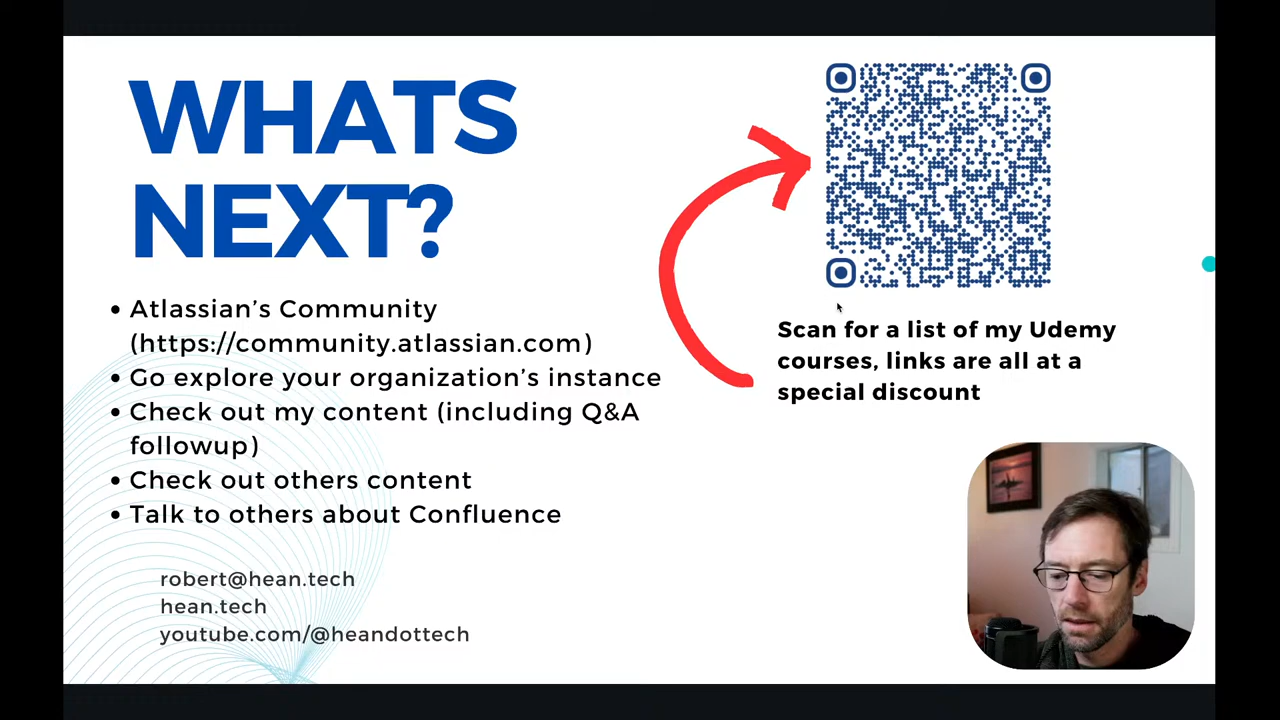 WHATS
NEXT?
• Atlassian’s Community
(https://community.atlassian.com)
• Go explore your organization’s instance
• Check out my content (including Q&A
followup)
• Check out others content
• Talk to others about Confluence
robert@hean.tech
hean.tech
youtube.com/@heandottech
Scan for a list of my Udemy
courses, links are all at a
special discount